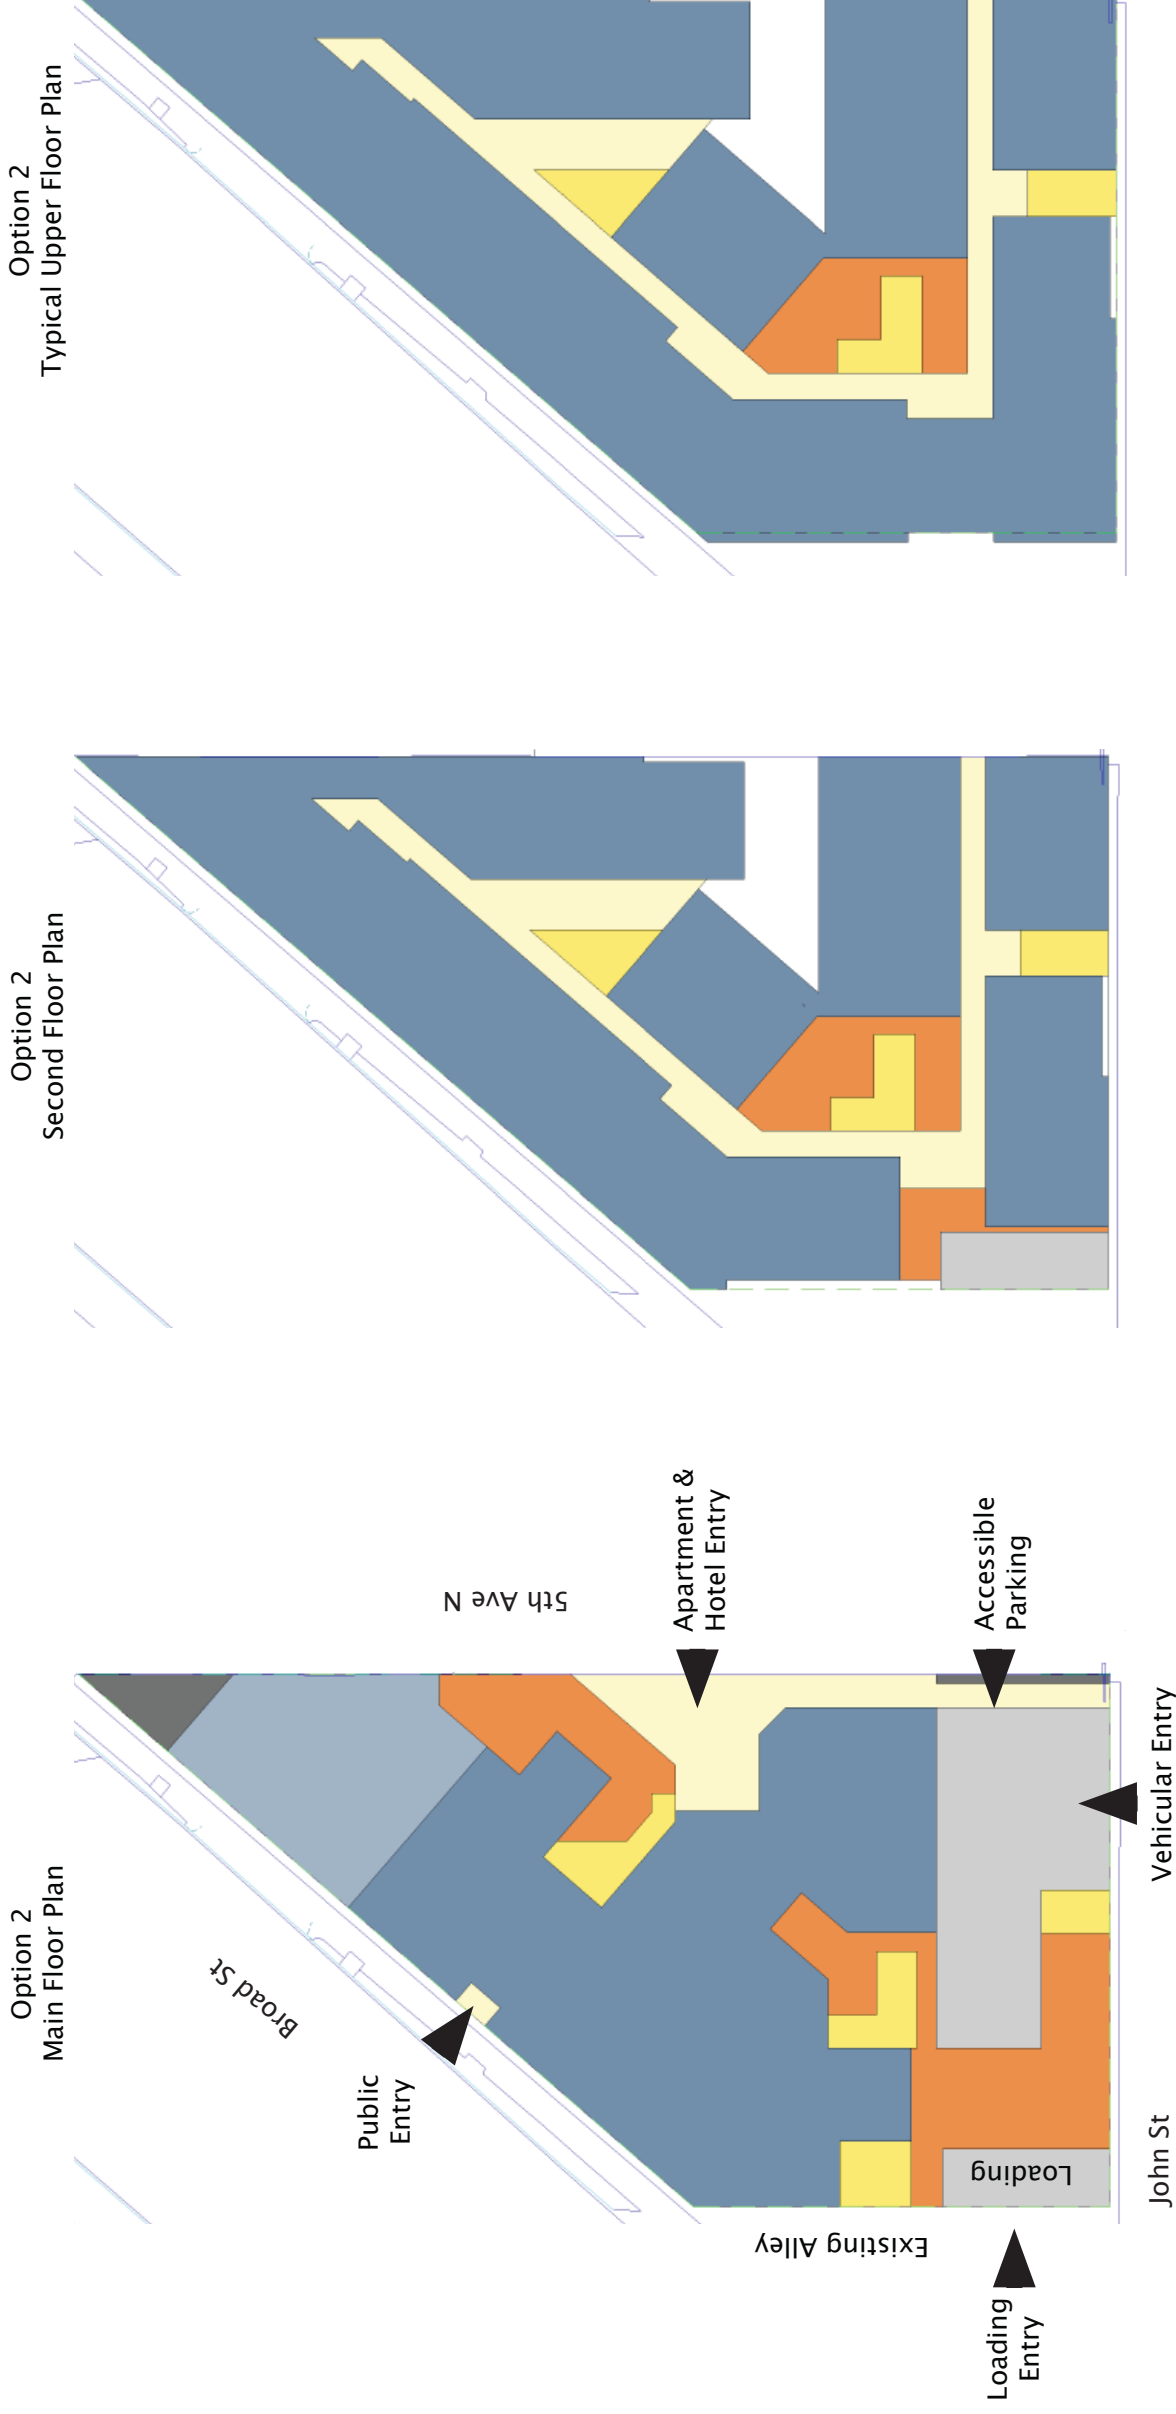 Option 2
Main Floor Plan
Broad St
Public
Entry
5th Ave N
Apartment &
Hotel Entry
Accessible
Parking
Vehicular Entry
John St
Loading
Existing Alley
Loading
Entry
Option 2
Second Floor Plan
Option 2
Typical Upper Floor Plan